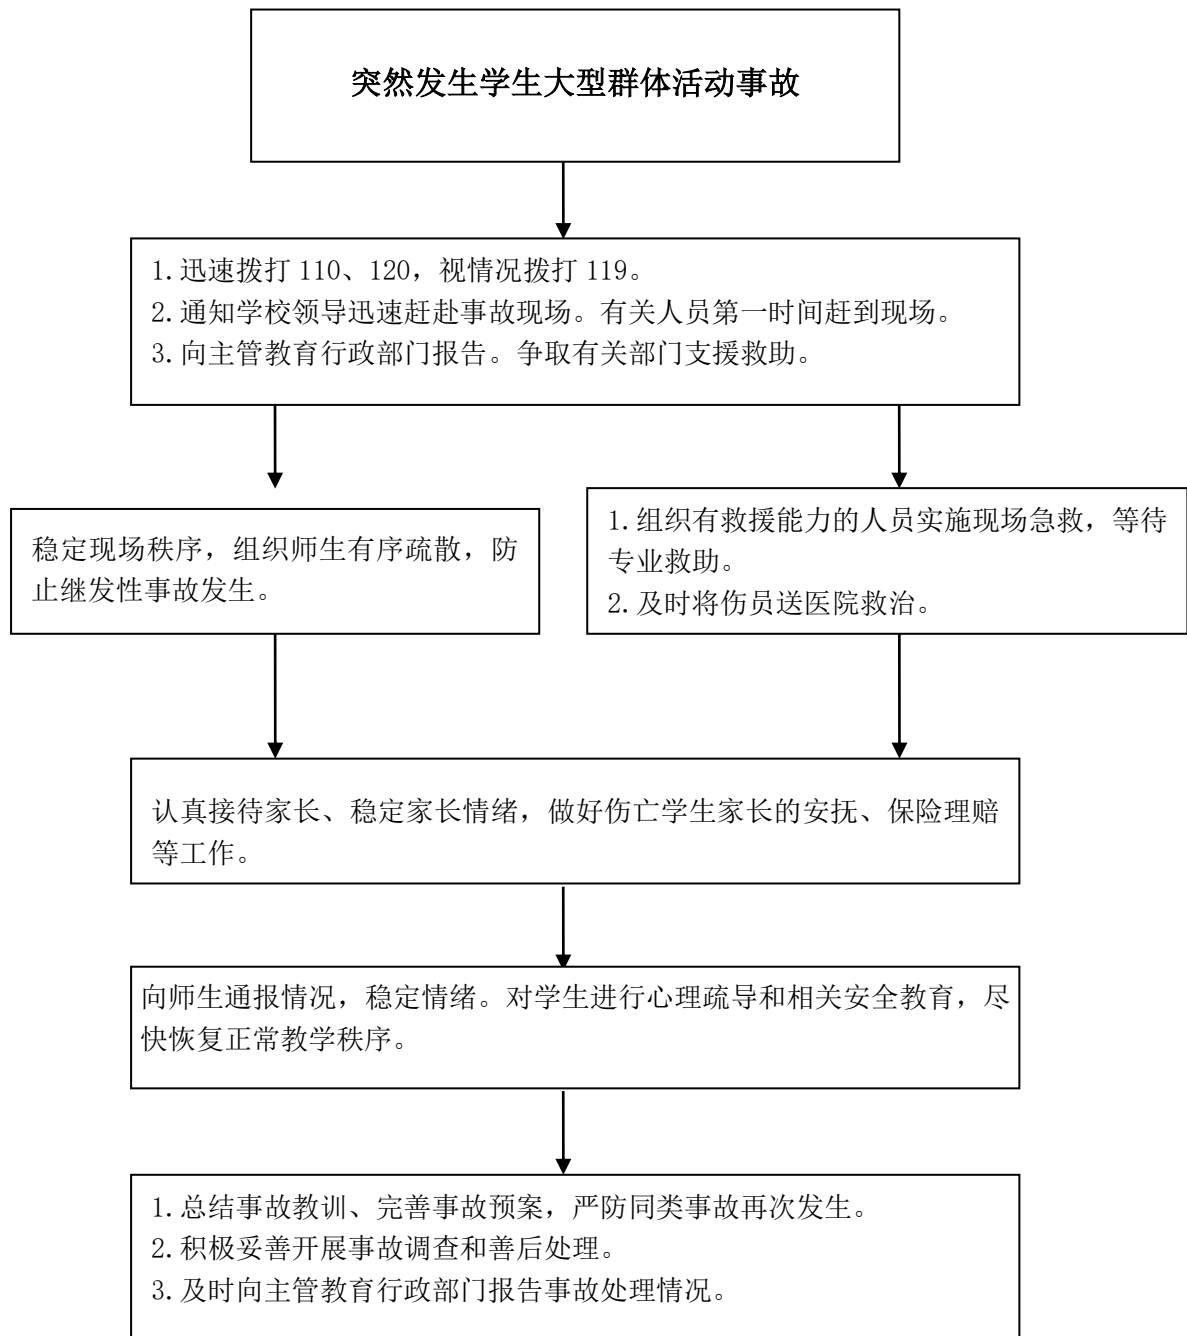 突然发生学生大型群体活动事故
1.迅速拨打 110、120，视情况拨打 119。
2.通知学校领导迅速赶赴事故现场。有关人员第一时间赶到现场。
3.向主管教育行政部门报告。争取有关部门支援救助。
稳定现场秩序，组织师生有序疏散，防
止继发性事故发生。
1.组织有救援能力的人员实施现场急救，等待
专业救助。
2.及时将伤员送医院救治。
认真接待家长、稳定家长情绪，做好伤亡学生家长的安抚、保险理赔
等工作。
向师生通报情况，稳定情绪。对学生进行心理疏导和相关安全教育，尽
快恢复正常教学秩序。
1.总结事故教训、完善事故预案，严防同类事故再次发生。
2.积极妥善开展事故调查和善后处理。
3.及时向主管教育行政部门报告事故处理情况。